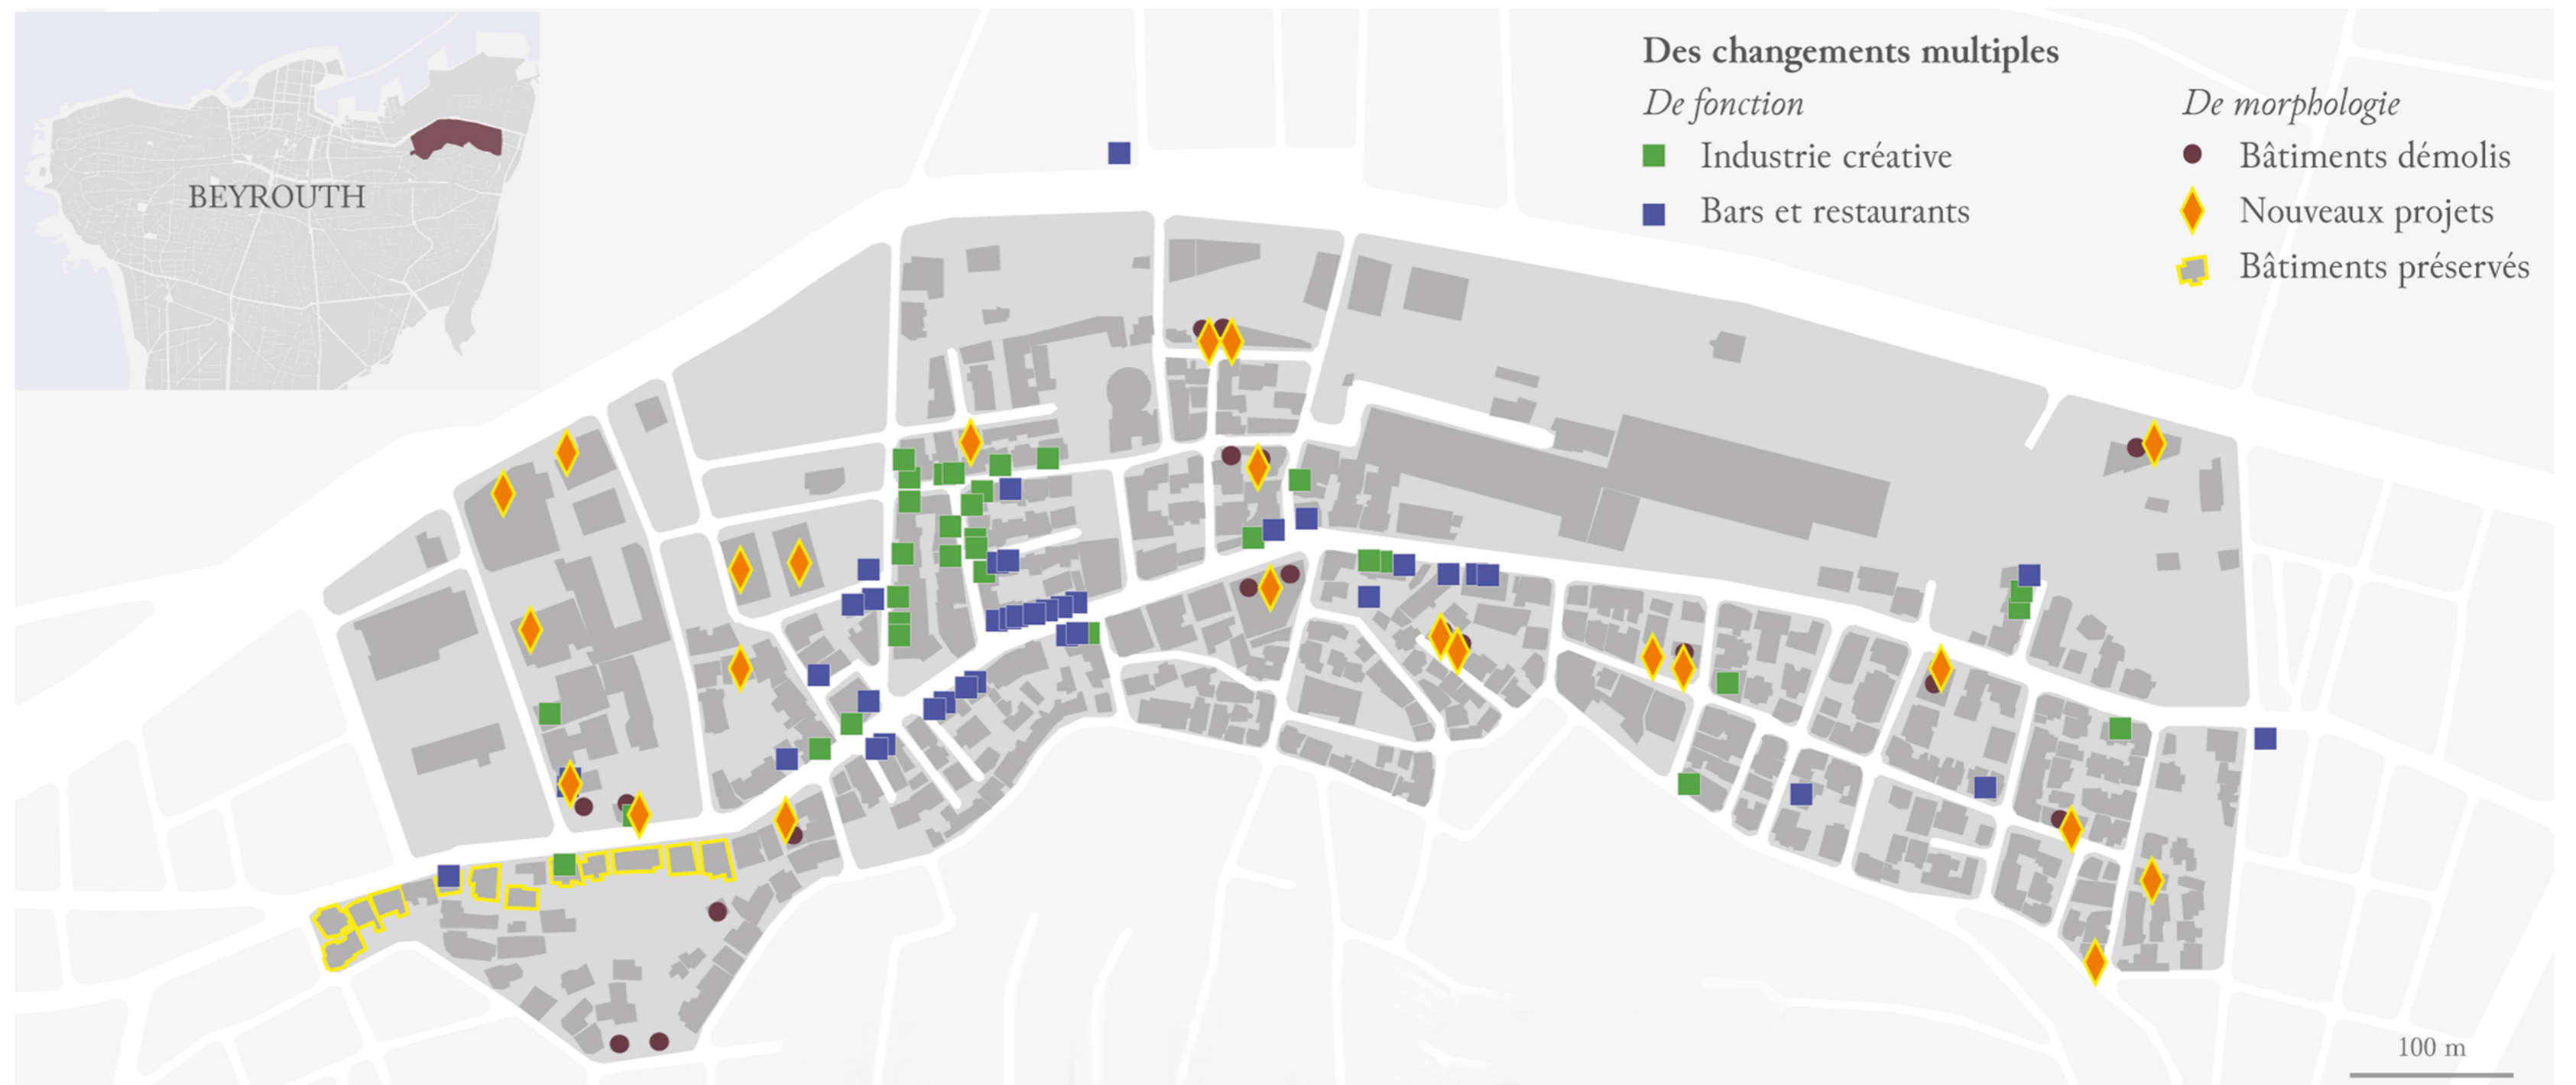 BEYROUTH
Des changements multiples
De fonction
Industrie créative
Bars et restaurants
De morphologie
Bâtiments démolis
Nouveaux projets
Bâtiments préservés
100 m